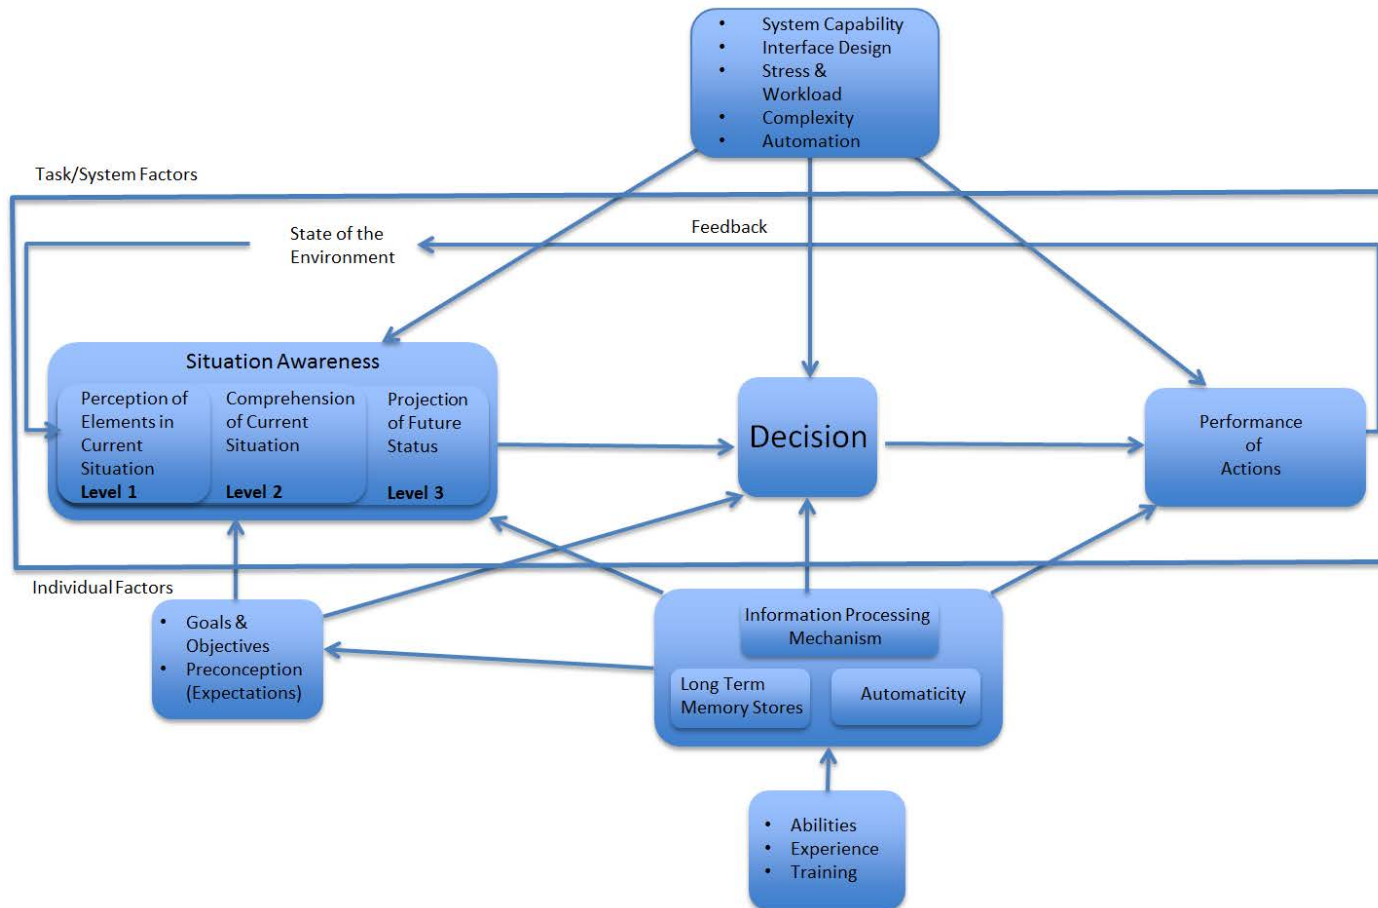 • System Capability
• Interface Design
• Stress &
Workload
• Complexity
• Automation
Task/System Factors
Feedback
State of the
Environment
Situation Awareness
Perception of
Elements in
Current
Situation
Level 1
Comprehension
of Current
Situation
Level 2
Projection
of Future
Status
Level 3
Decision
Performance
of
Actions
Individual Factors
• Goals &
Objectives
• Preconception
(Expectations)
Information Processing
Mechanism
Long Term
Memory Stores
Automaticity
• Abilities
• Experience
• Training